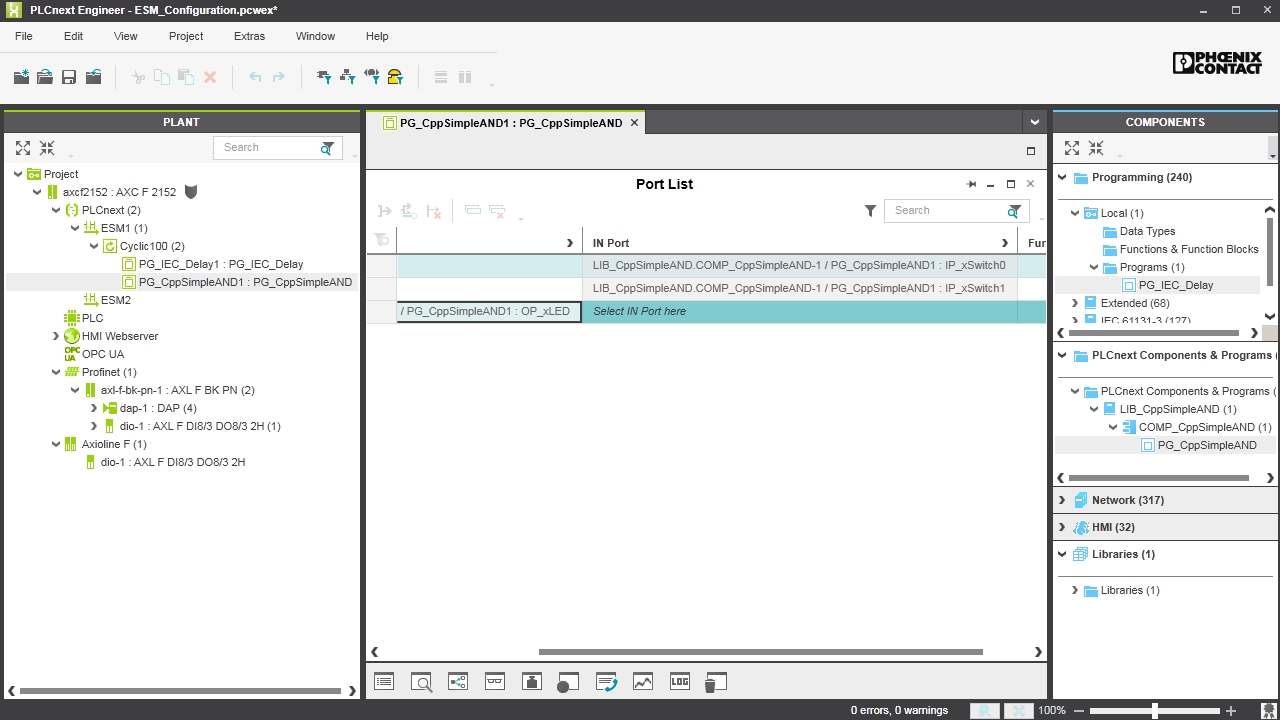 PLCnext Engineer - ESM_Configuration.pcwex*
File Edit View Project Extras Window Help
PHŒNIX
CONTACT
PLANT
Search
Project
axcf2152 : AXC F 2152
PLCnext (2)
ESM1 (1)
Cyclic100 (2)
PG_IEC_Delay1 : PG_IEC_Delay
PG_CppSimpleAND1 : PG_CppSimpleAND
ESM2
PLC
HMI Webserver
OPC UA OPC UA
Profinet (1)
axl-f-bk-pn-1 : AXL F BK PN (2)
dap-1 : DAP (4)
dio-1 : AXL F DI8/3 DO8/3 2H (1)
Axioline F (1)
dio-1 : AXL F DI8/3 DO8/3 2H
PG_CppSimpleAND1 : PG_CppSimpleAND
Port List
Search
IN Port Fur
LIB_CppSimpleAND.COMP_CppSimpleAND-1 / PG_CppSimpleAND1 : IP_xSwitch0
LIB_CppSimpleAND.COMP_CppSimpleAND-1 / PG_CppSimpleAND1 : IP_xSwitch1
/ PG_CppSimpleAND1 : OP_xLED Select IN Port here
LOG
COMPONENTS
Programming (240)
Local (1)
Data Types
Functions & Function Blocks
Programs (1)
PG_IEC_Delay
Extended (68)
IEC 61131-3 (127)
PLCnext Components & Programs (
PLCnext Components & Programs (
LIB_CppSimpleAND (1)
COMP_CppSimpleAND (1)
PG_CppSimpleAND
Network (317)
HMI (32)
Libraries (1)
Libraries (1)
0 errors, 0 warnings 100%